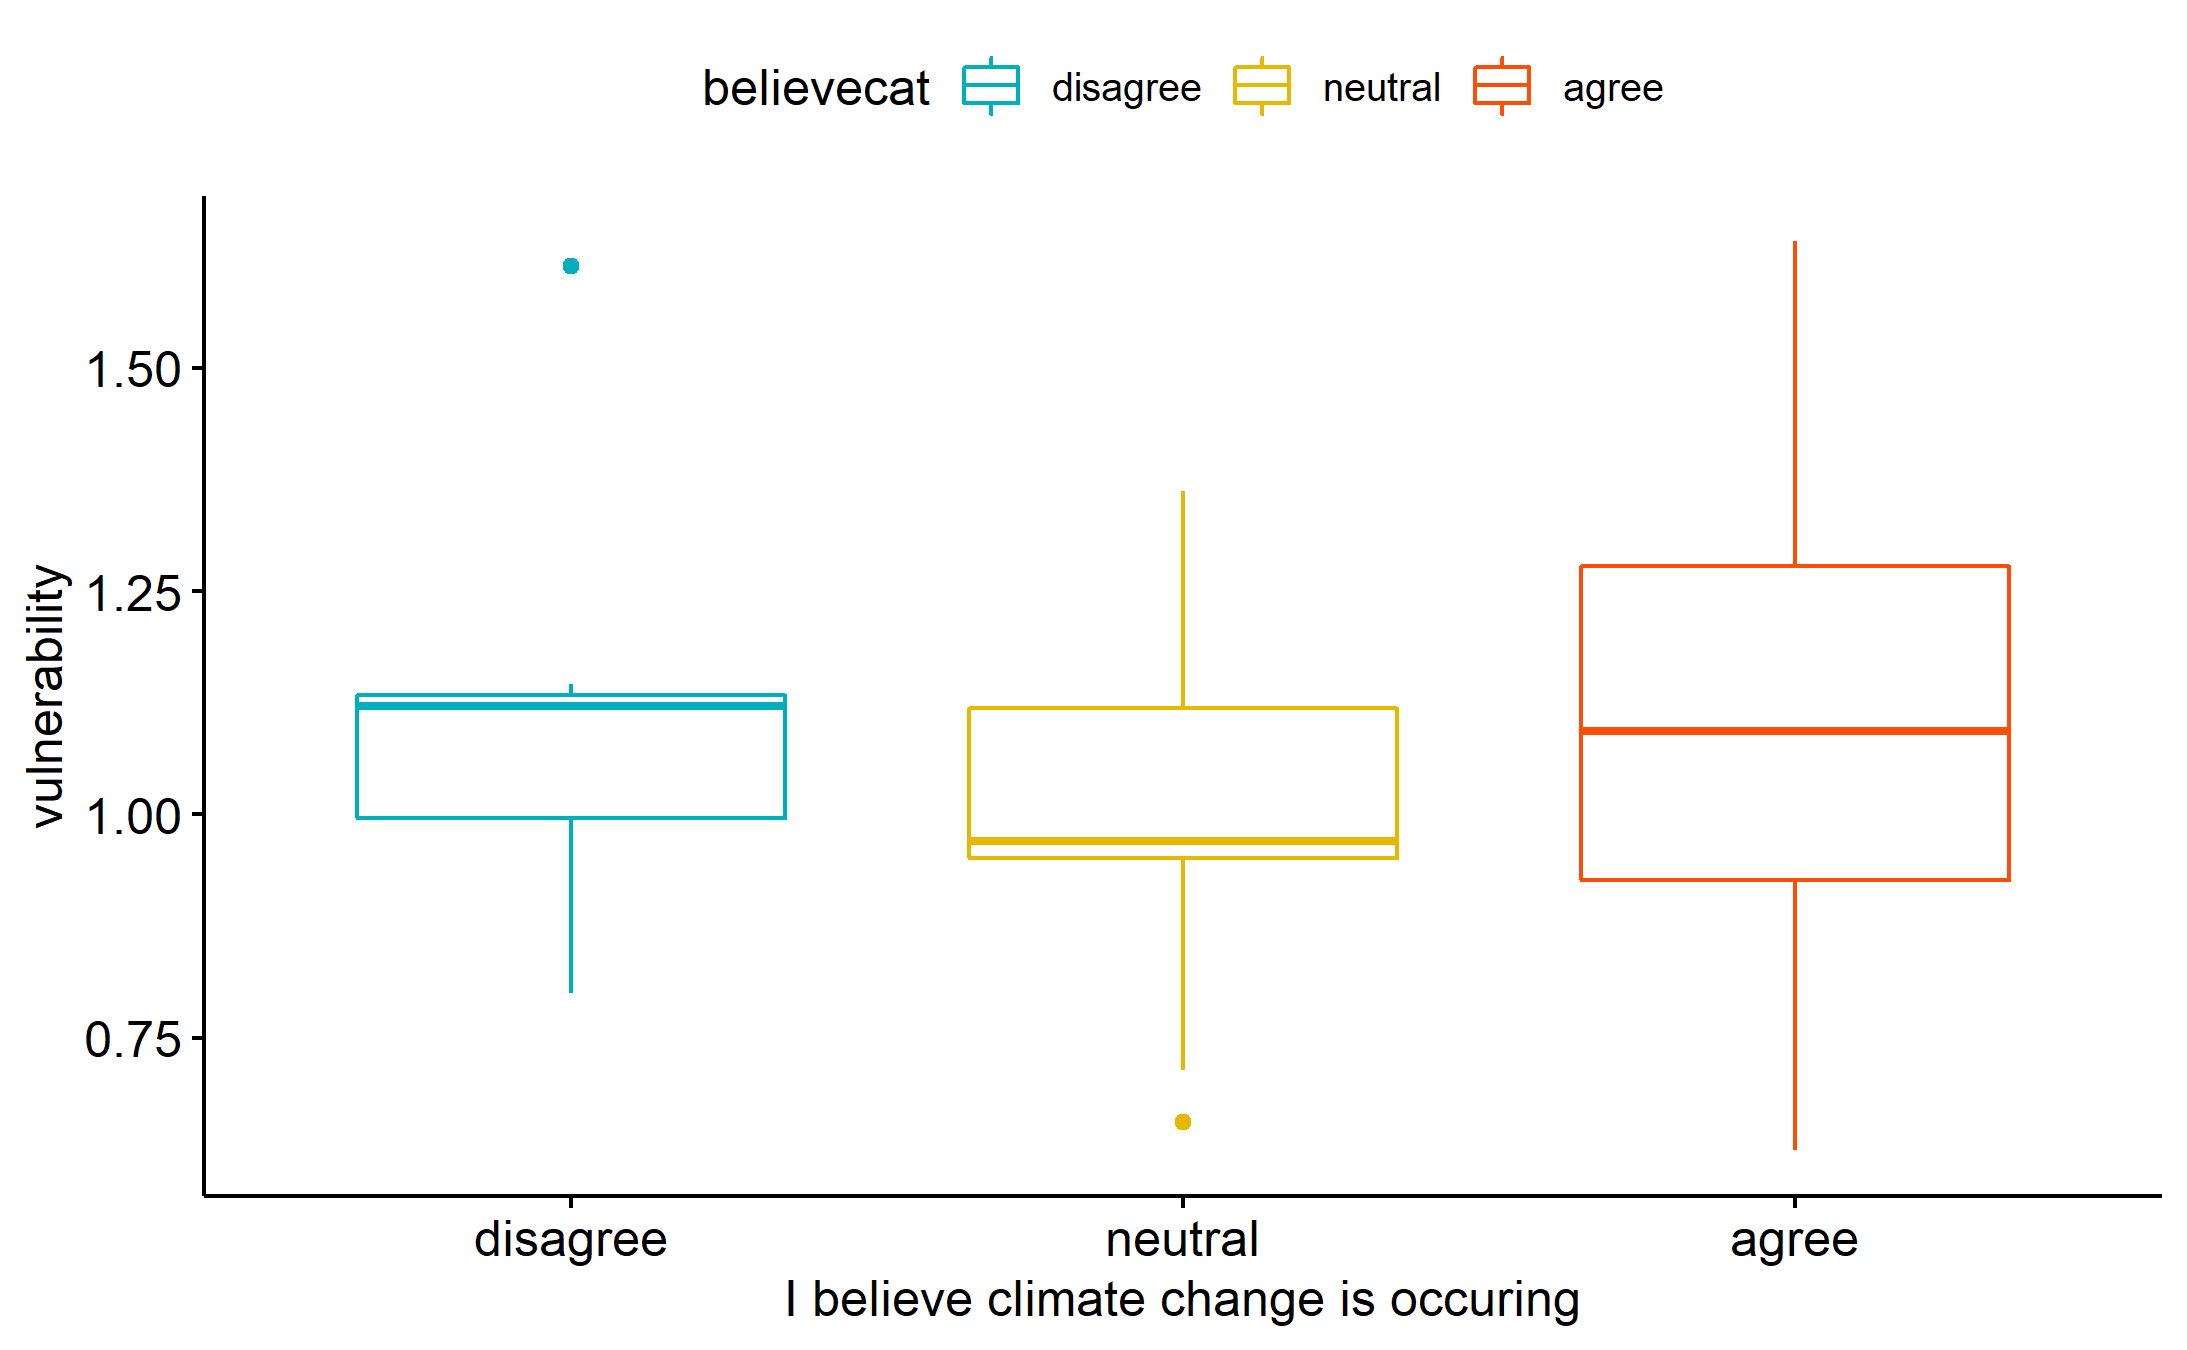 believecat disagree neutral agree
1.50
1.25
1.00
0.75
vulnerability
disagree neutral agree
I believe climate change is occuring